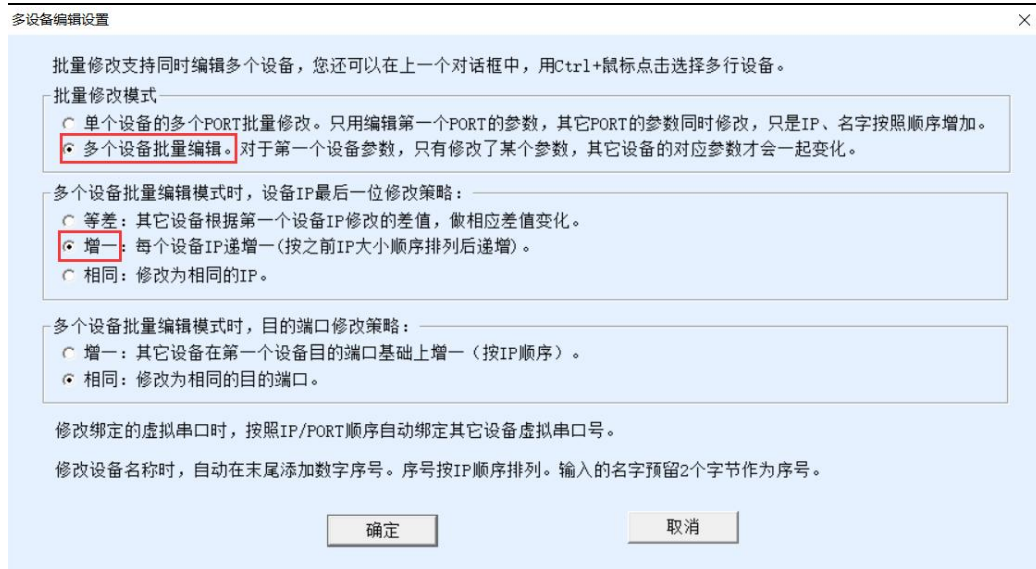 多设备编辑设置
批量修改支持同时编辑多个设备，您还可以在上一个对话框中，用Ctrl+鼠标点击选择多行设备。
批量修改模式
单个设备的多个PORT批量修改。只用编辑第一个PORT的参数，其它PORT的参数同时修改，只是IP、名字按照顺序增加。
多个设备批量编辑。对于第一个设备参数，只有修改了某个参数，其它设备的对应参数才会一起变化。
多个设备批量编辑模式时，设备IP最后一位修改策略：
等差：其它设备根据第一个设备IP修改的差值，做相应差值变化。
增一：每个设备IP递增一(按之前IP大小顺序排列后递增)。
相同：修改为相同的IP。
多个设备批量编辑模式时，目的端口修改策略：
增一：其它设备在第一个设备目的端口基础上增一（按IP顺序）。
相同：修改为相同的目的端口。
修改绑定的虚拟串口时，按照IP/PORT顺序自动绑定其它设备虚拟串口号。
修改设备名称时，自动在末尾添加数字序号。序号按IP顺序排列。输入的名字预留2个字节作为序号。
确定 取消